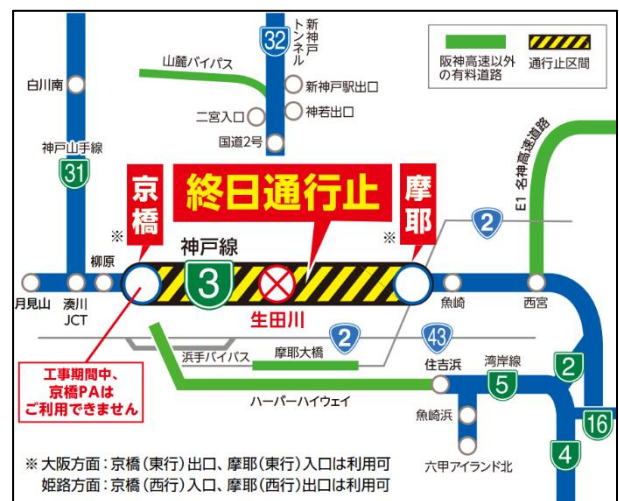 新神戸
トンネル
32
阪神高速以外
の有料道路
通行止区間
山麓バイパス
白川南
新神戸駅出口
二宮入口
神若出口
国道2号
神戸山手線
31
E1 名神高速道路
※
京橋
終日通行止
※
摩耶
2
神戸線
3
柳原
月見山
湊川
JCT
生田川
魚崎
西宮
工事期間中、
京橋PAは
ご利用できません
浜手バイパス
摩耶大橋
2
43
住吉浜
湾岸線
5
2
ハーバーハイウェイ
魚崎浜
16
六甲アイランド北
4
※ 大阪方面：京橋（東行）出口、摩耶（東行）入口は利用可
姫路方面：京橋（西行）入口、摩耶（西行）出口は利用可